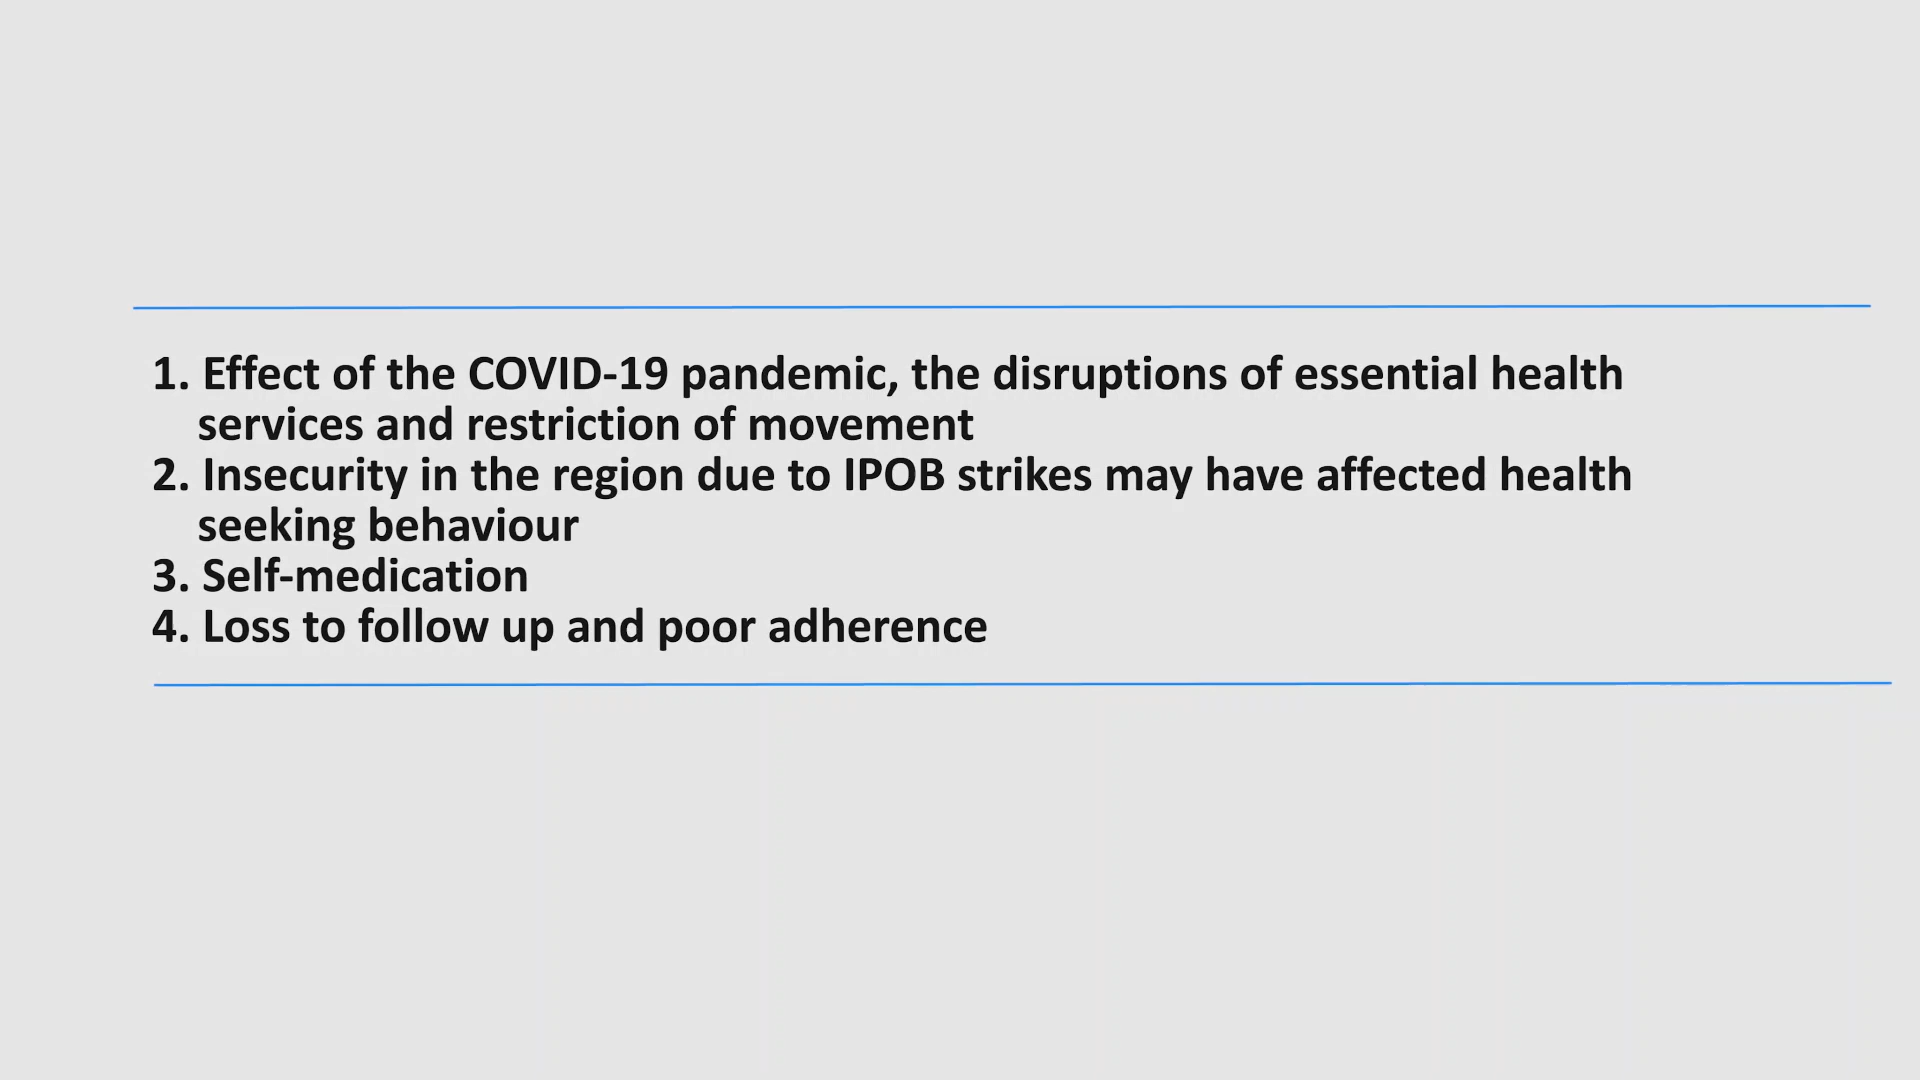 1. Effect of the COVID-19 pandemic, the disruptions of essential health
services and restriction of movement
2. Insecurity in the region due to IPOB strikes may have affected health
seeking behaviour
3. Self-medication
4. Loss to follow up and poor adherence